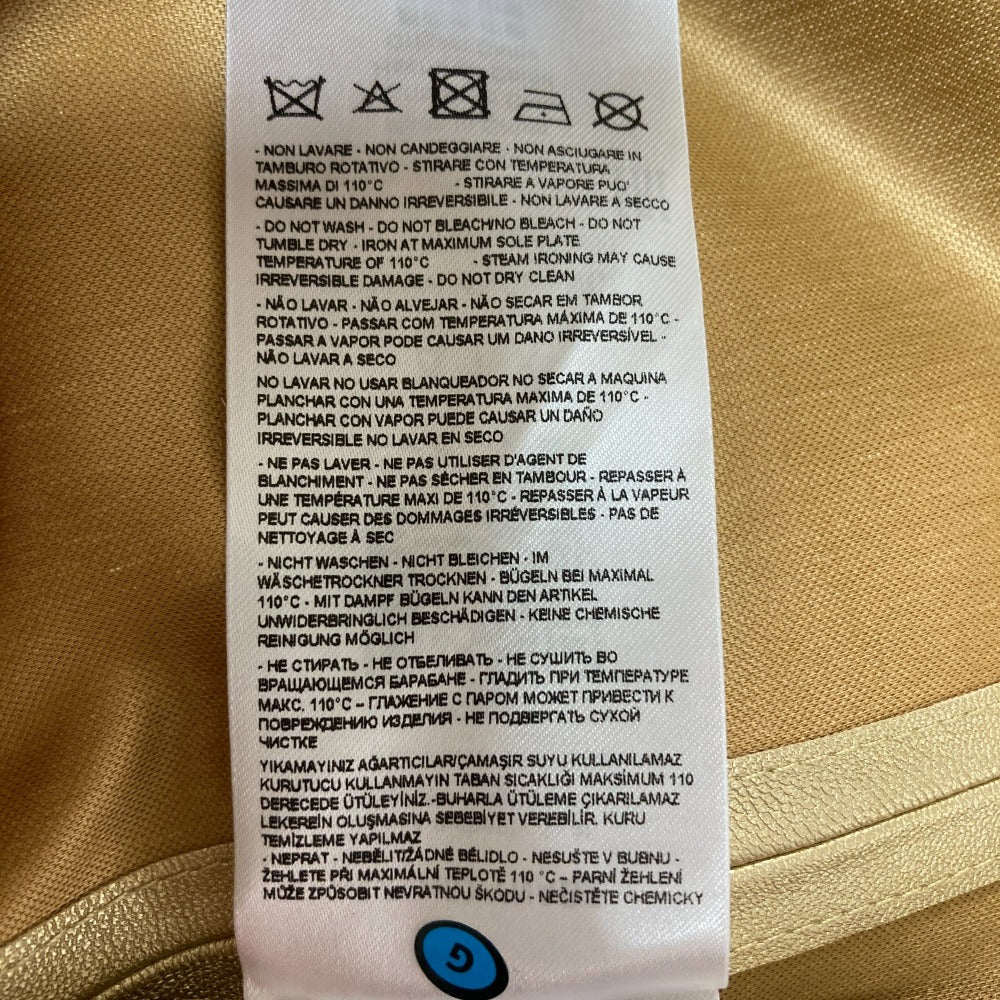 - NON LAVARE - NON CANDEGGIARE - NON ASCIUGARE IN
TAMBURO ROTATIVO - STIRARE CON TEMPERATURA
MASSIMA DI 110°C - STIRARE A VAPORE PUO'
CAUSARE UN DANNO IRREVERSIBILE - NON LAVARE A SECCO
- DO NOT WASH - DO NOT BLEACH/NO BLEACH - DO NOT
TUMBLE DRY - IRON AT MAXIMUM SOLE PLATE
TEMPERATURE OF 110°C - STEAM IRONING MAY CAUSE
IRREVERSIBLE DAMAGE - DO NOT DRY CLEAN
- NÃO LAVAR - NÃO ALVEJAR - NÃO SECAR EM TAMBOR
ROTATIVO - PASSAR COM TEMPERATURA MÁXIMA DE 110°C -
PASSAR A VAPOR PODE CAUSAR UM DANO IRREVERSÍVEL -
NÃO LAVAR A SECO
NO LAVAR NO USAR BLANQUEADOR NO SECAR A MAQUINA
PLANCHAR CON UNA TEMPERATURA MAXIMA DE 110°C -
PLANCHAR CON VAPOR PUEDE CAUSAR UN DAÑO
IRREVERSIBLE NO LAVAR EN SECO
- NE PAS LAVER - NE PAS UTILISER D'AGENT DE
BLANCHIMENT - NE PAS SÉCHER EN TAMBOUR - REPASSER À
UNE TEMPÉRATURE MAXI DE 110°C - REPASSER À LA VAPEUR
PEUT CAUSER DES DOMMAGES IRRÉVERSIBLES - PAS DE
NETTOYAGE À SEC
- NICHT WASCHEN - NICHT BLEICHEN - IM
WÄSCHETROCKNER TROCKNEN - BÜGELN BEI MAXIMAL
110°C - MIT DAMPF BÜGELN KANN DEN ARTIKEL
UNWIDERBRINGLICH BESCHÄDIGEN - KEINE CHEMISCHE
REINIGUNG MÖGLICH
- НЕ СТИРАТЬ - НЕ ОТБЕЛИВАТЬ - НЕ СУШИТЬ ВО
ВРАЩАЮЩЕМСЯ БАРАБАНЕ - ГЛАДИТЬ ПРИ ТЕМПЕРАТУРЕ
МАКС. 110°C – ГЛАЖЕНИЕ С ПАРОМ МОЖЕТ ПРИВЕСТИ К
ПОВРЕЖДЕНИЮ ИЗДЕЛИЯ - НЕ ПОДВЕРГАТЬ СУХОЙ
ЧИСТКЕ
YIKAMAYINIZ AĞARTICILAR/ÇAMAŞIR SUYU KULLANILAMAZ
KURUTUCU KULLANMAYIN TABAN SICAKLIĞI MAKSİMUM 110
DERECEDE ÜTÜLEYİNİZ.-BUHARLA ÜTÜLEME ÇIKARILAMAZ
LEKEREİN OLUŞMASINA SEBEBİYET VEREBİLİR. KURU
TEMİZLEME YAPILMAZ
- NEPRAT - NEBĚLIT/ŽÁDNÉ BĚLIDLO - NESUŠTE V BUBNU -
ŽEHLETE PŘI MAXIMÁLNÍ TEPLOTĚ 110 °C – PARNÍ ŽEHLENÍ
MŮŽE ZPŮSOBIT NEVRATNOU ŠKODU - NEČISTĚTE CHEMICKY
G